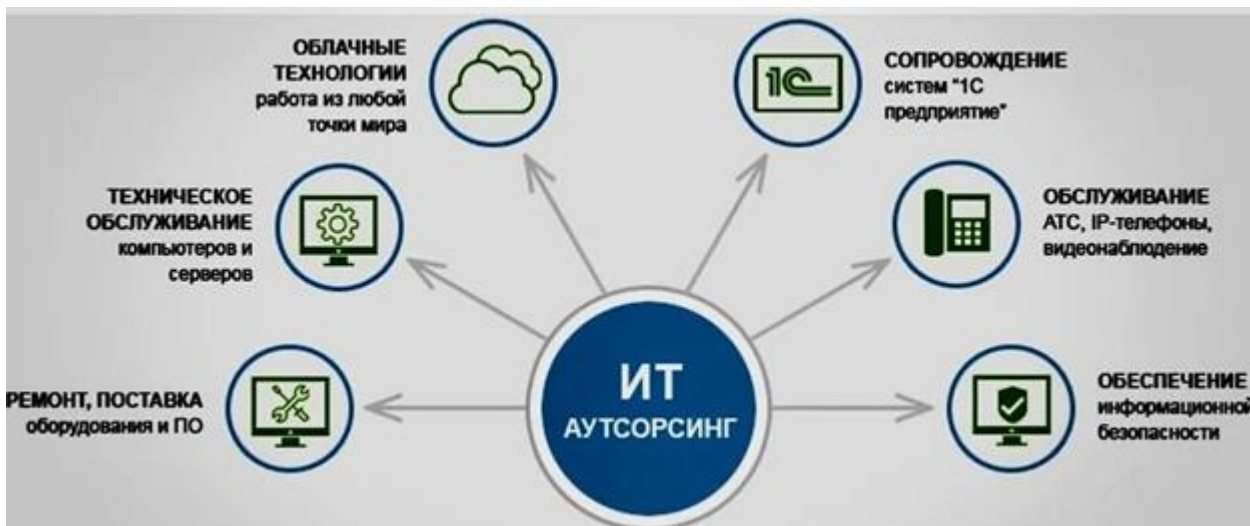 ОБЛАЧНЫЕ
ТЕХНОЛОГИИ
работа из любой
точки мира
1С
СОПРОВОЖДЕНИЕ
систем "1С
предприятие"
ТЕХНИЧЕСКОЕ
ОБСЛУЖИВАНИЕ
компьютеров и
серверов
ОБСЛУЖИВАНИЕ
АТС, IP-телефоны,
видеонаблюдение
РЕМОНТ, ПОСТАВКА
оборудования и ПО
ИТ
АУТСОРСИНГ
ОБЕСПЕЧЕНИЕ
информационной
безопасности